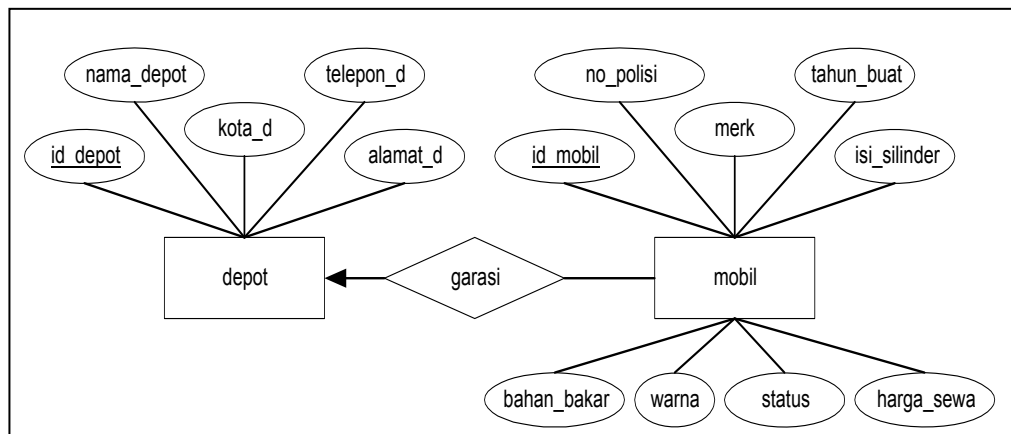 nama_depot
telepon_d
no_polisi
tahun_buat
kota_d
merk
id_depot
alamat_d
id_mobil
isi_silinder
depot
garasi
mobil
bahan_bakar
warna
status
harga_sewa